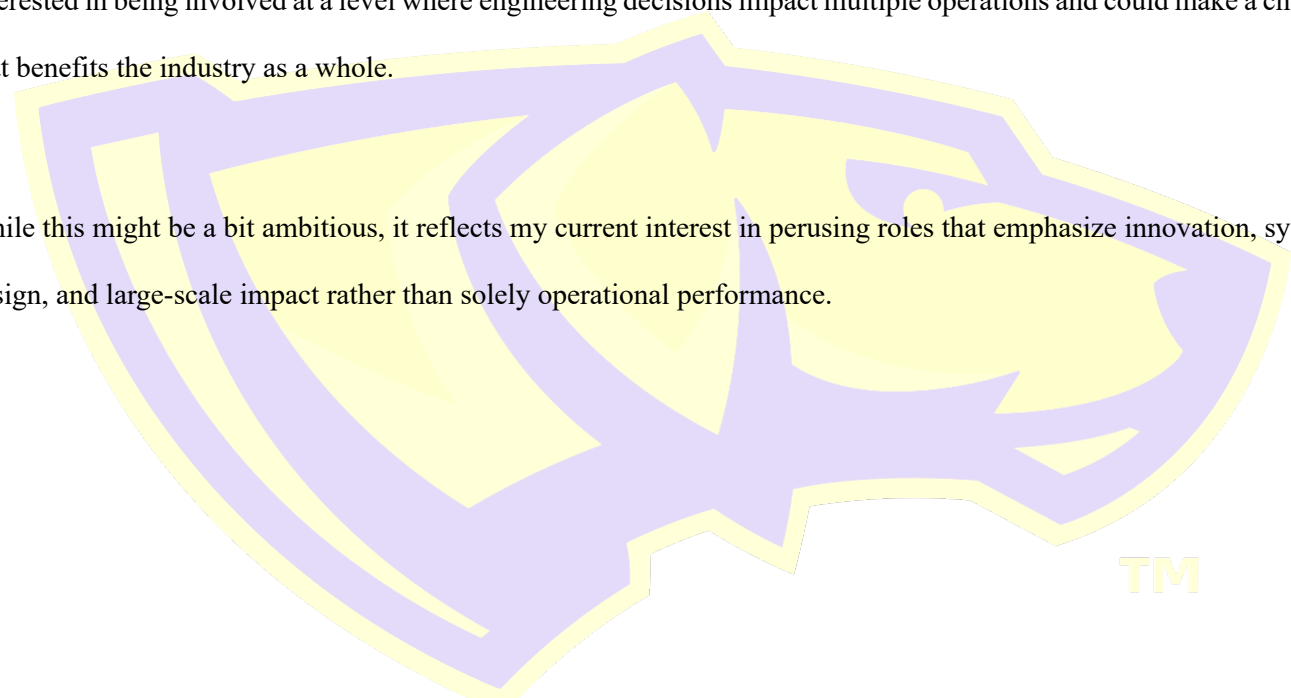 erested in being involved at a level where engineering decisions impact multiple operations and could make a ch
t benefits the industry as a whole.
hile this might be a bit ambitious, it reflects my current interest in perusing roles that emphasize innovation, sy
sign, and large-scale impact rather than solely operational performance.
TM